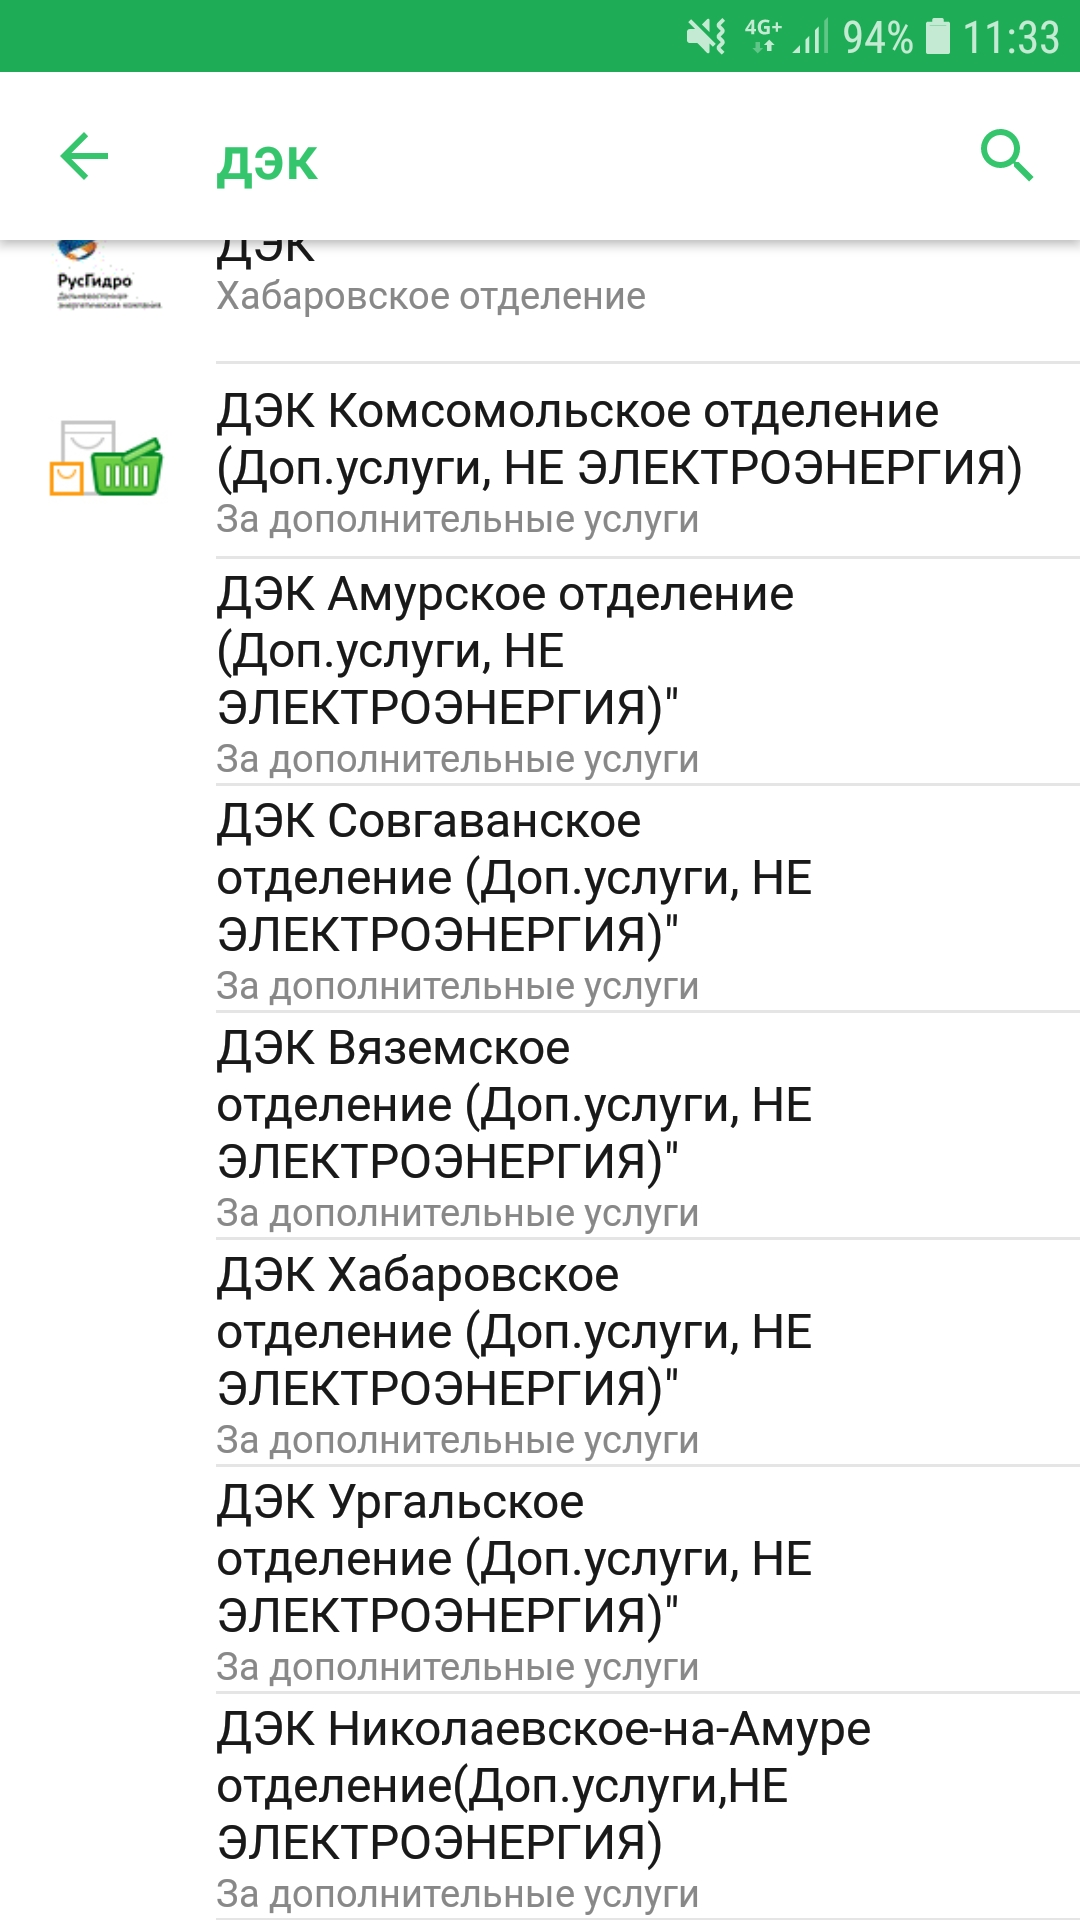 4G+ 94% 11:33
дэк
ДЭК
РусГидро
Дальневосточная
энергетическая компания
Хабаровское отделение
ДЭК Комсомольское отделение
(Доп.услуги, НЕ ЭЛЕКТРОЭНЕРГИЯ)
За дополнительные услуги
ДЭК Амурское отделение
(Доп.услуги, НЕ
ЭЛЕКТРОЭНЕРГИЯ)"
За дополнительные услуги
ДЭК Совгаванское
отделение (Доп.услуги, НЕ
ЭЛЕКТРОЭНЕРГИЯ)"
За дополнительные услуги
ДЭК Вяземское
отделение (Доп.услуги, НЕ
ЭЛЕКТРОЭНЕРГИЯ)"
За дополнительные услуги
ДЭК Хабаровское
отделение (Доп.услуги, НЕ
ЭЛЕКТРОЭНЕРГИЯ)"
За дополнительные услуги
ДЭК Ургальское
отделение (Доп.услуги, НЕ
ЭЛЕКТРОЭНЕРГИЯ)"
За дополнительные услуги
ДЭК Николаевское-на-Амуре
отделение(Доп.услуги,НЕ
ЭЛЕКТРОЭНЕРГИЯ)
За дополнительные услуги